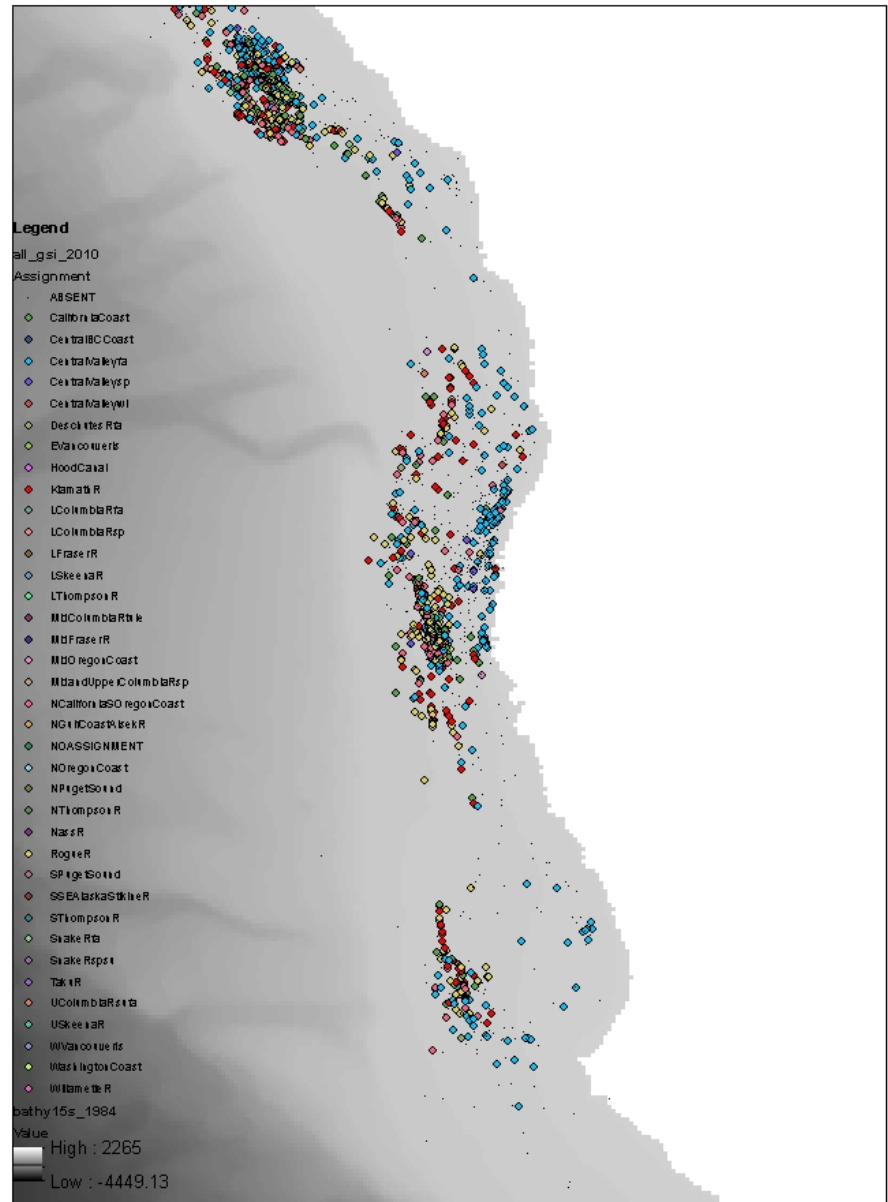 Legend
all_gsi_2010
Assignment
ABSENT
CaliforniaCoast
CentralBCCoast
CentralValleyfa
CentralValleysp
CentralValleywi
DeschutesRfa
EVancouverIs
HoodCanal
KlamathR
LColumbiaRfa
LColumbiaRsp
LFraserR
LSkeenaR
LThompsonR
MidColumbiaRtule
MidFraserR
MidOregonCoast
MidandUpperColumbiaRsp
NCaliforniaSOregonCoast
NGulfCoastAlsekR
NOASSIGNMENT
NOregonCoast
NPugetSound
NThompsonR
NassR
RogueR
SPugetSound
SSEAlaskaStikineR
SThompsonR
SnakeRfa
SnakeRspsu
TakuR
UColumbiaRsufa
USkeenaR
WVancouverIs
WashingtonCoast
WillametteR
bathy15s_1984
Value
High : 2265
Low : -4449.13